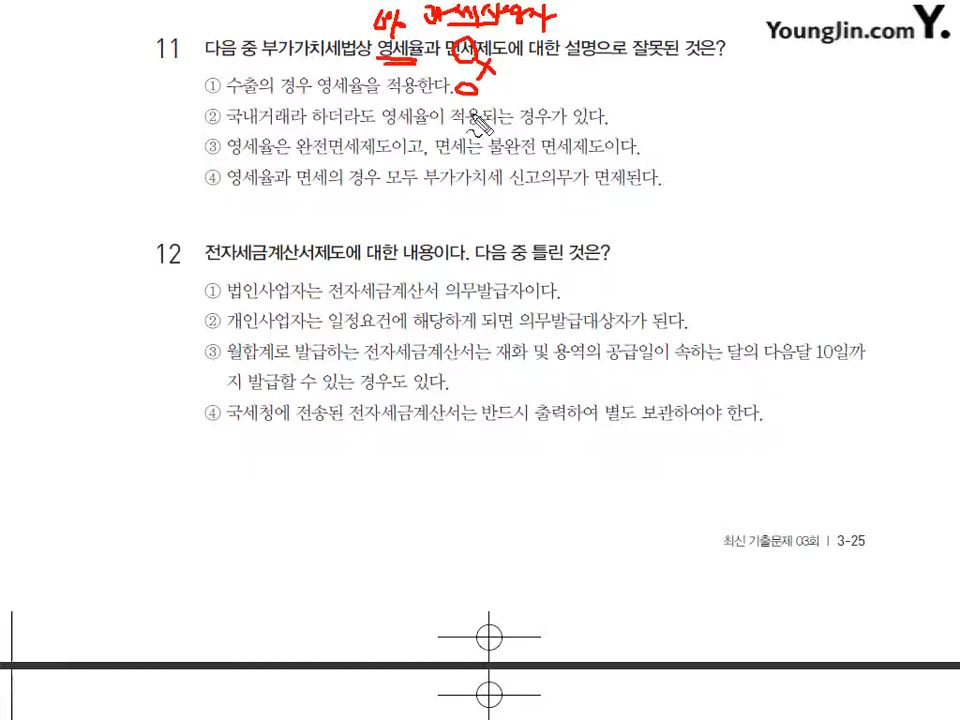 과세사업자
YoungJin.com Y.
11 다음 중 부가가치세법상 영세율과 면세제도에 대한 설명으로 잘못된 것은?
① 수출의 경우 영세율을 적용한다.
② 국내거래라 하더라도 영세율이 적용되는 경우가 있다.
③ 영세율은 완전면세제도이고, 면세는 불완전 면세제도이다.
④ 영세율과 면세의 경우 모두 부가가치세 신고의무가 면제된다.
12 전자세금계산서제도에 대한 내용이다. 다음 중 틀린 것은?
① 법인사업자는 전자세금계산서 의무발급자이다.
② 개인사업자는 일정요건에 해당하게 되면 의무발급대상자가 된다.
③ 월합계로 발급하는 전자세금계산서는 재화 및 용역의 공급일이 속하는 달의 다음달 10일까
지 발급할 수 있는 경우도 있다.
④ 국세청에 전송된 전자세금계산서는 반드시 출력하여 별도 보관하여야 한다.
최신 기출문제 03회 | 3-25